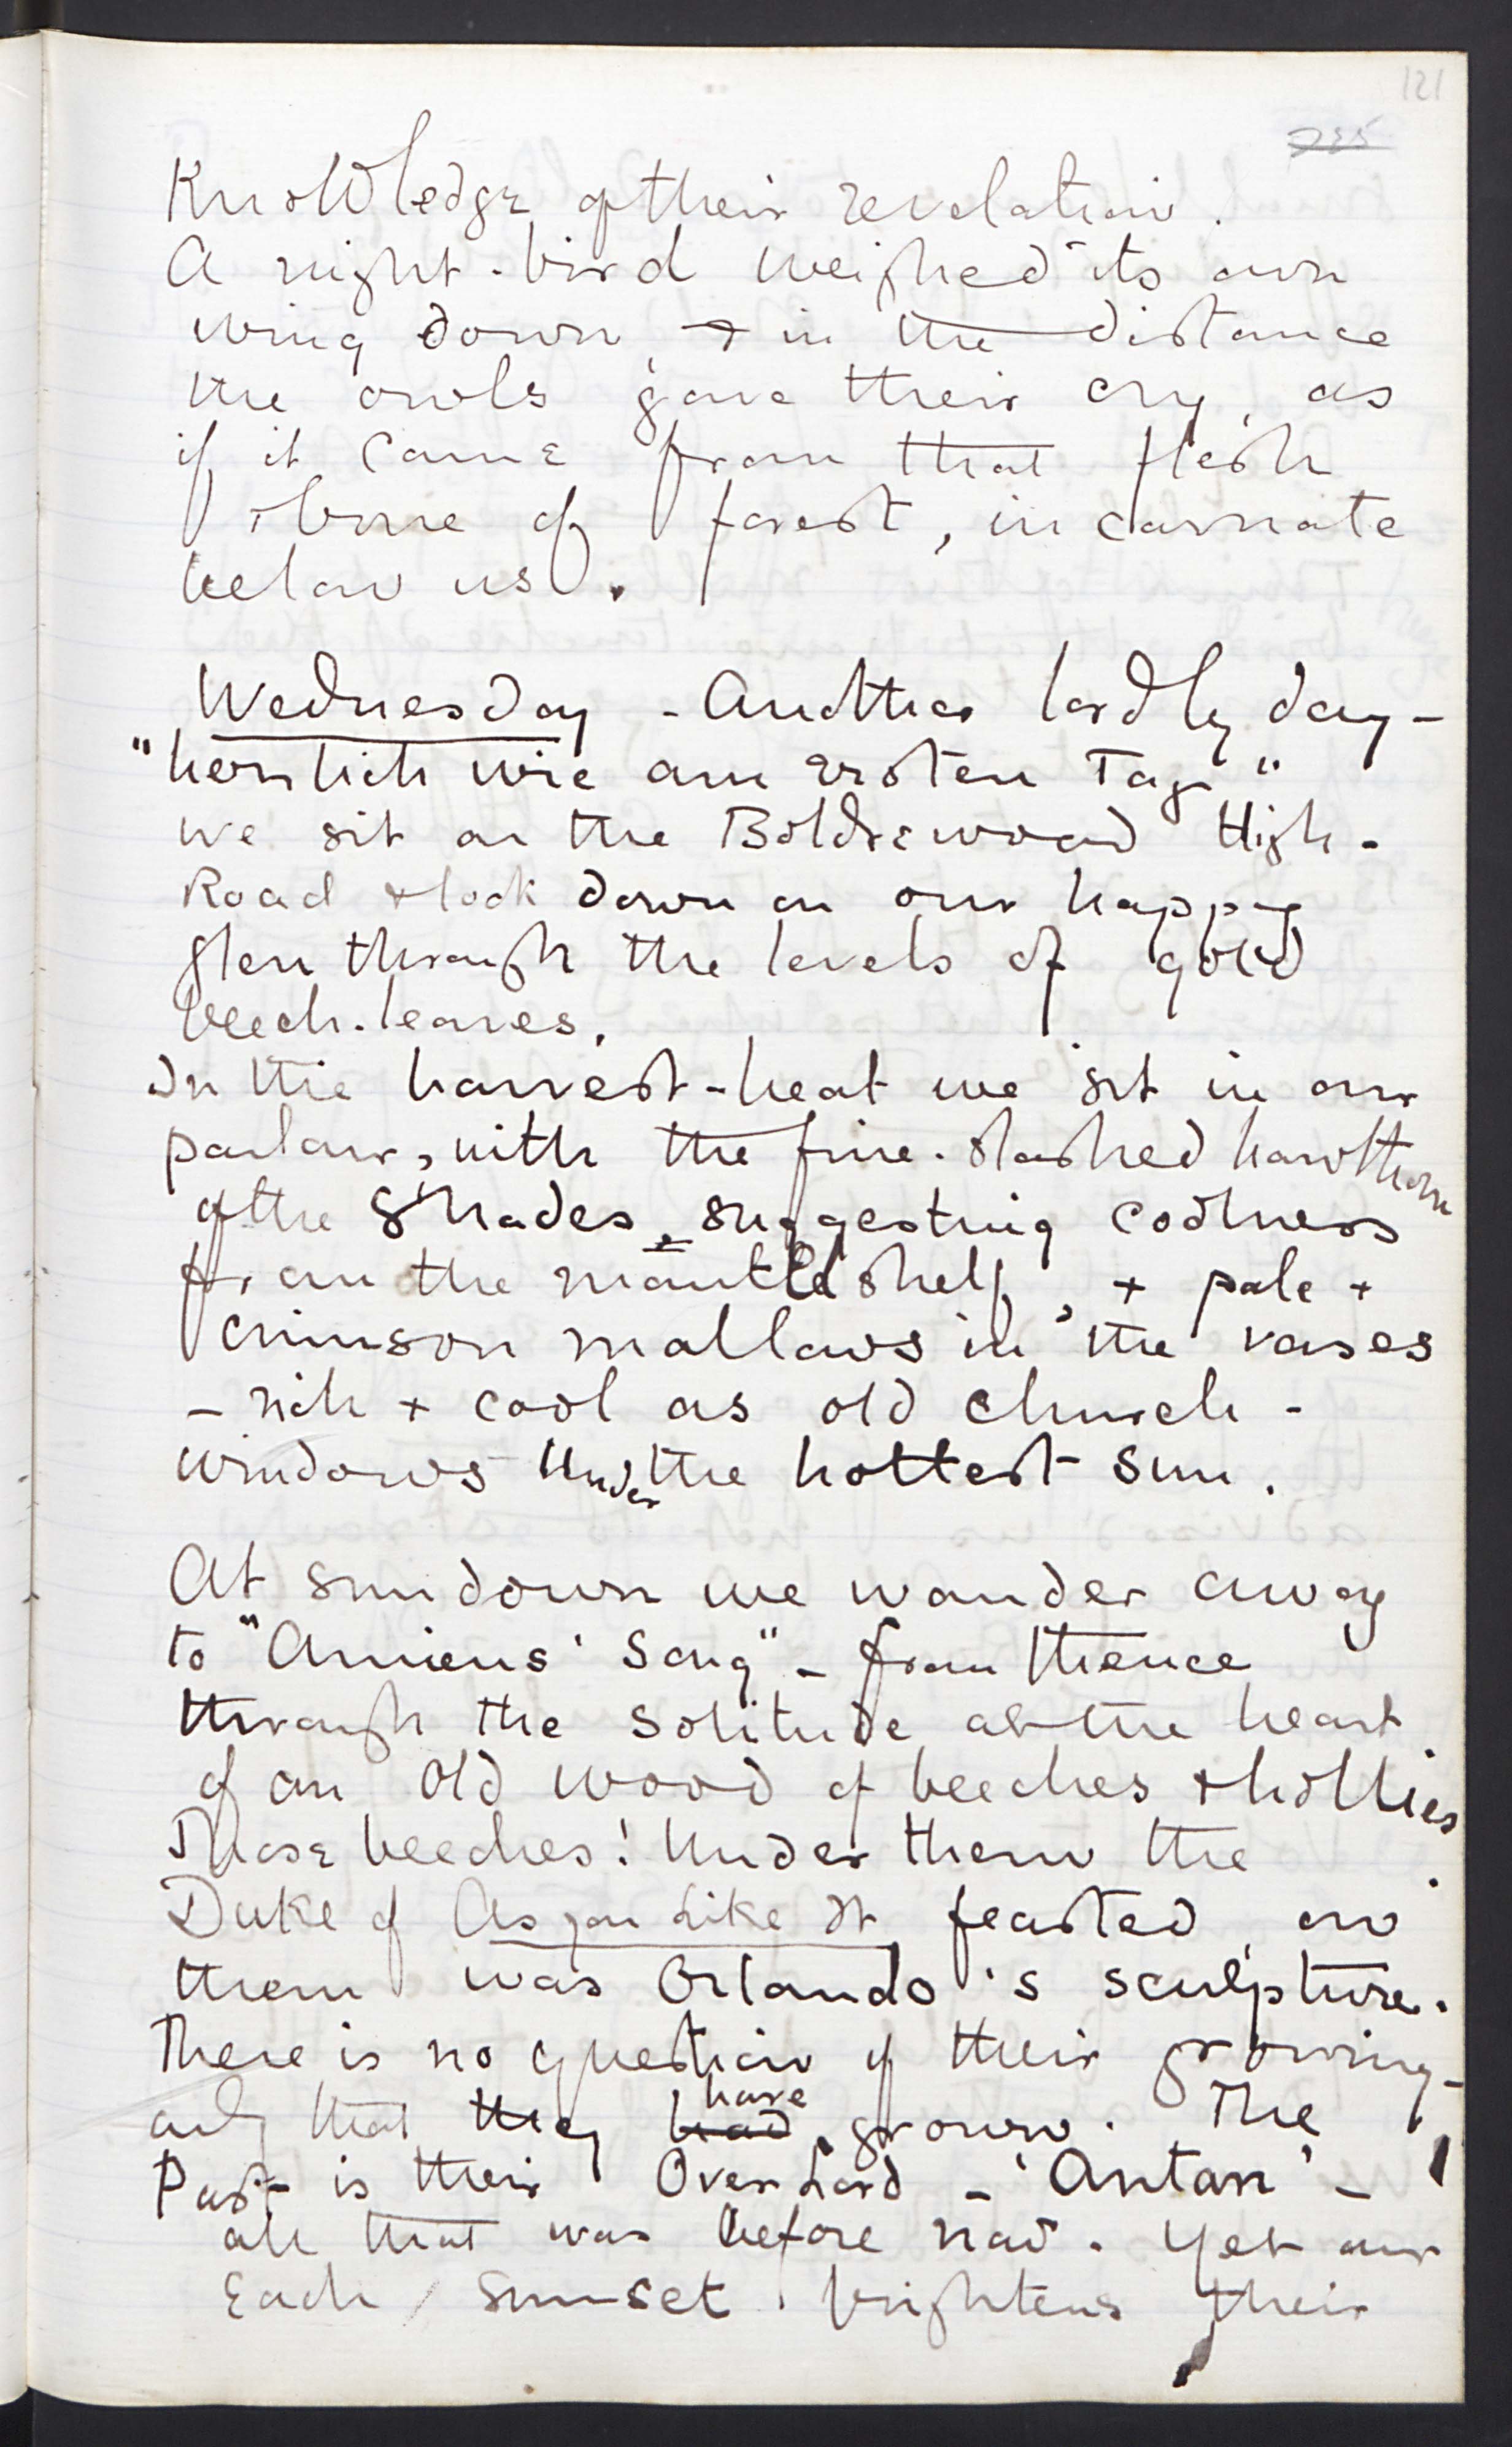 121
235
Knowledge of their revelation.
A night-bird weighed its own
wing down, + in the distance
the owls gave their cry, as
if it came from that flesh
+ bone of forest, incarnate
below us.
Wednesday - Another lordly day -
"herrlich wie am ersten Tag"
we sit on the Boldrewood High-
Road + look down on our happy
glen through the levels of gold
beech-leaves.
In the harvest-heat we sit in our
parlour, with the fine-slashed hawthorn
of the Shades, suggesting coolness
from the mantelshelf, + pale +
crimson mallows in the vases
- rich + cool as old church -
windows under the hottest sun.
At sundown we wander away
to "Amiens' Song" - from thence
through the solitude at the heart
of an old wood of beeches + hollies.
Those beeches! Under them the
Duke of As you Like It feasted, on
them was Orlando's sculpture.
There is no question of their growing -
only that they had have grown. The
Past is their OverLord - 'Antan' -
all that was before now. Yet our
Each sun-set brightens their